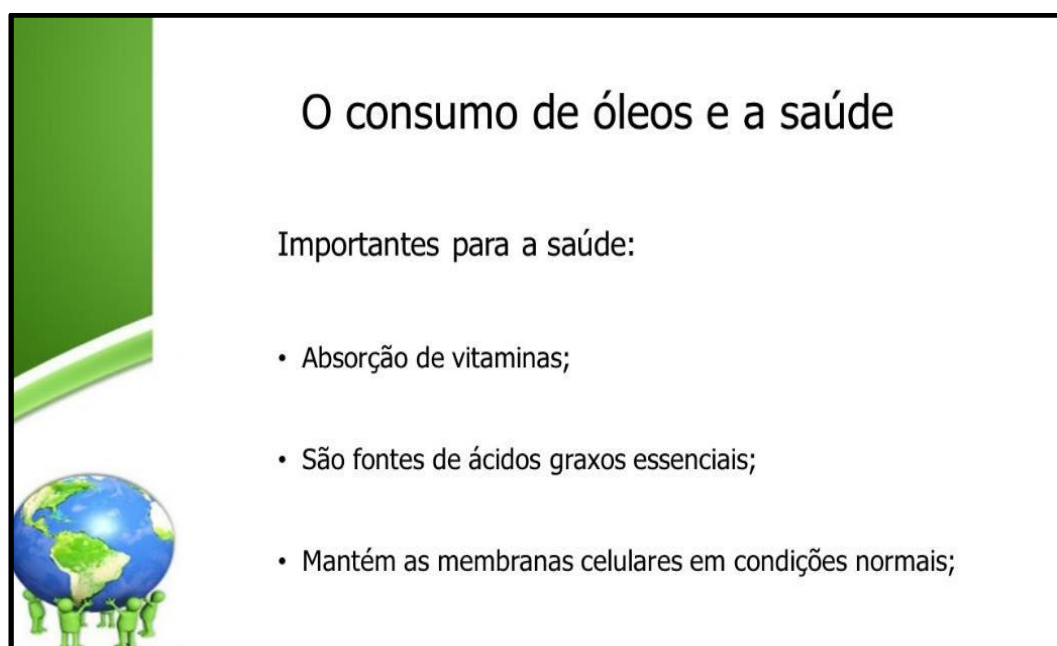 O consumo de óleos e a saúde
Importantes para a saúde:
• Absorção de vitaminas;
• São fontes de ácidos graxos essenciais;
• Mantém as membranas celulares em condições normais;